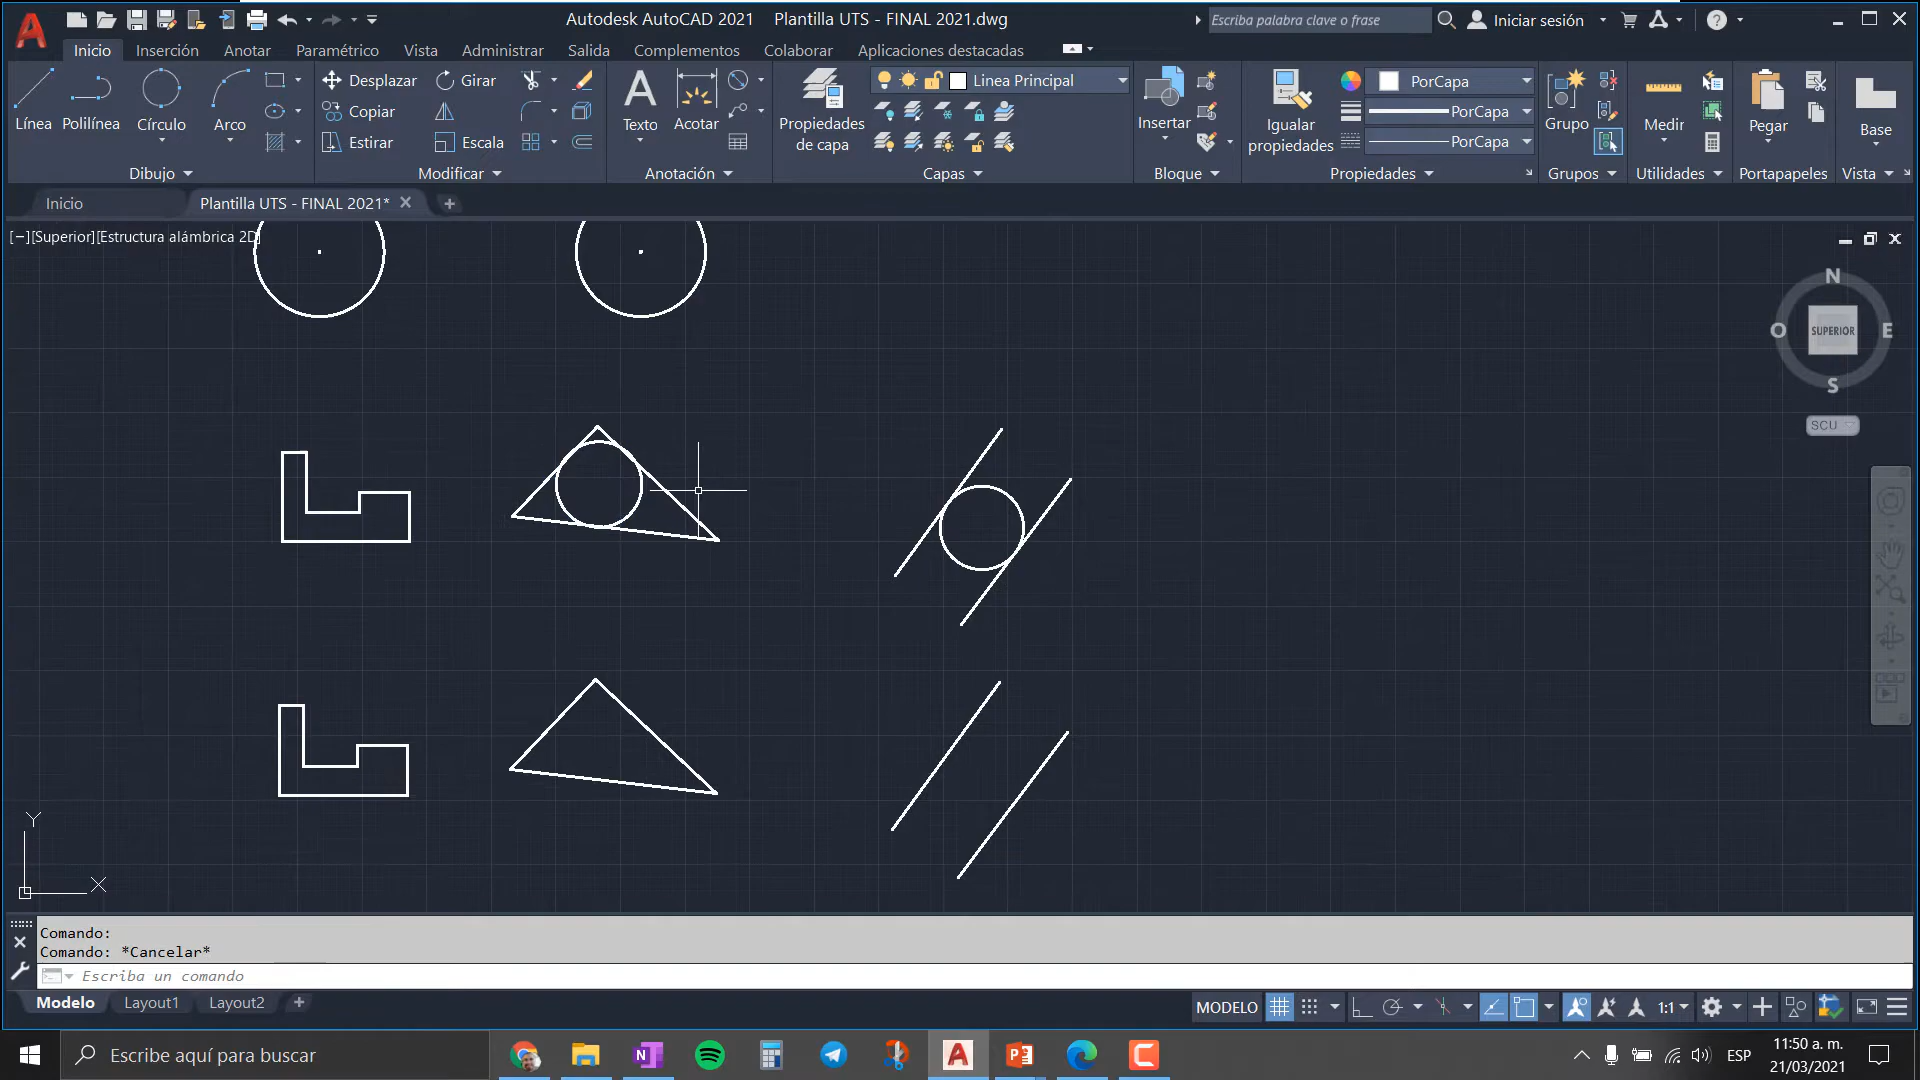 Autodesk AutoCAD 2021 Plantilla UTS - FINAL 2021.dwg
Escriba palabra clave o frase
Iniciar sesión
Inicio Inserción Anotar Paramétrico Vista Administrar Salida Complementos Colaborar Aplicaciones destacadas
Línea Polilínea Círculo Arco
Desplazar Girar
Copiar
Estirar Escala
Texto Acotar
Propiedades de capa
Linea Principal
Insertar
Igualar propiedades
PorCapa
PorCapa
PorCapa
Grupo
Medir
Pegar
Base
Dibujo Modificar Anotación Capas Bloque Propiedades Grupos Utilidades Portapapeles Vista
Inicio Plantilla UTS - FINAL 2021*
[−][Superior][Estructura alámbrica 2D]
N
O SUPERIOR E
S
SCU
Y
X
Comando:
Comando: *Cancelar*
Escriba un comando
Modelo Layout1 Layout2
MODELO 1:1
Escribe aquí para buscar
ESP
11:50 a. m.
21/03/2021